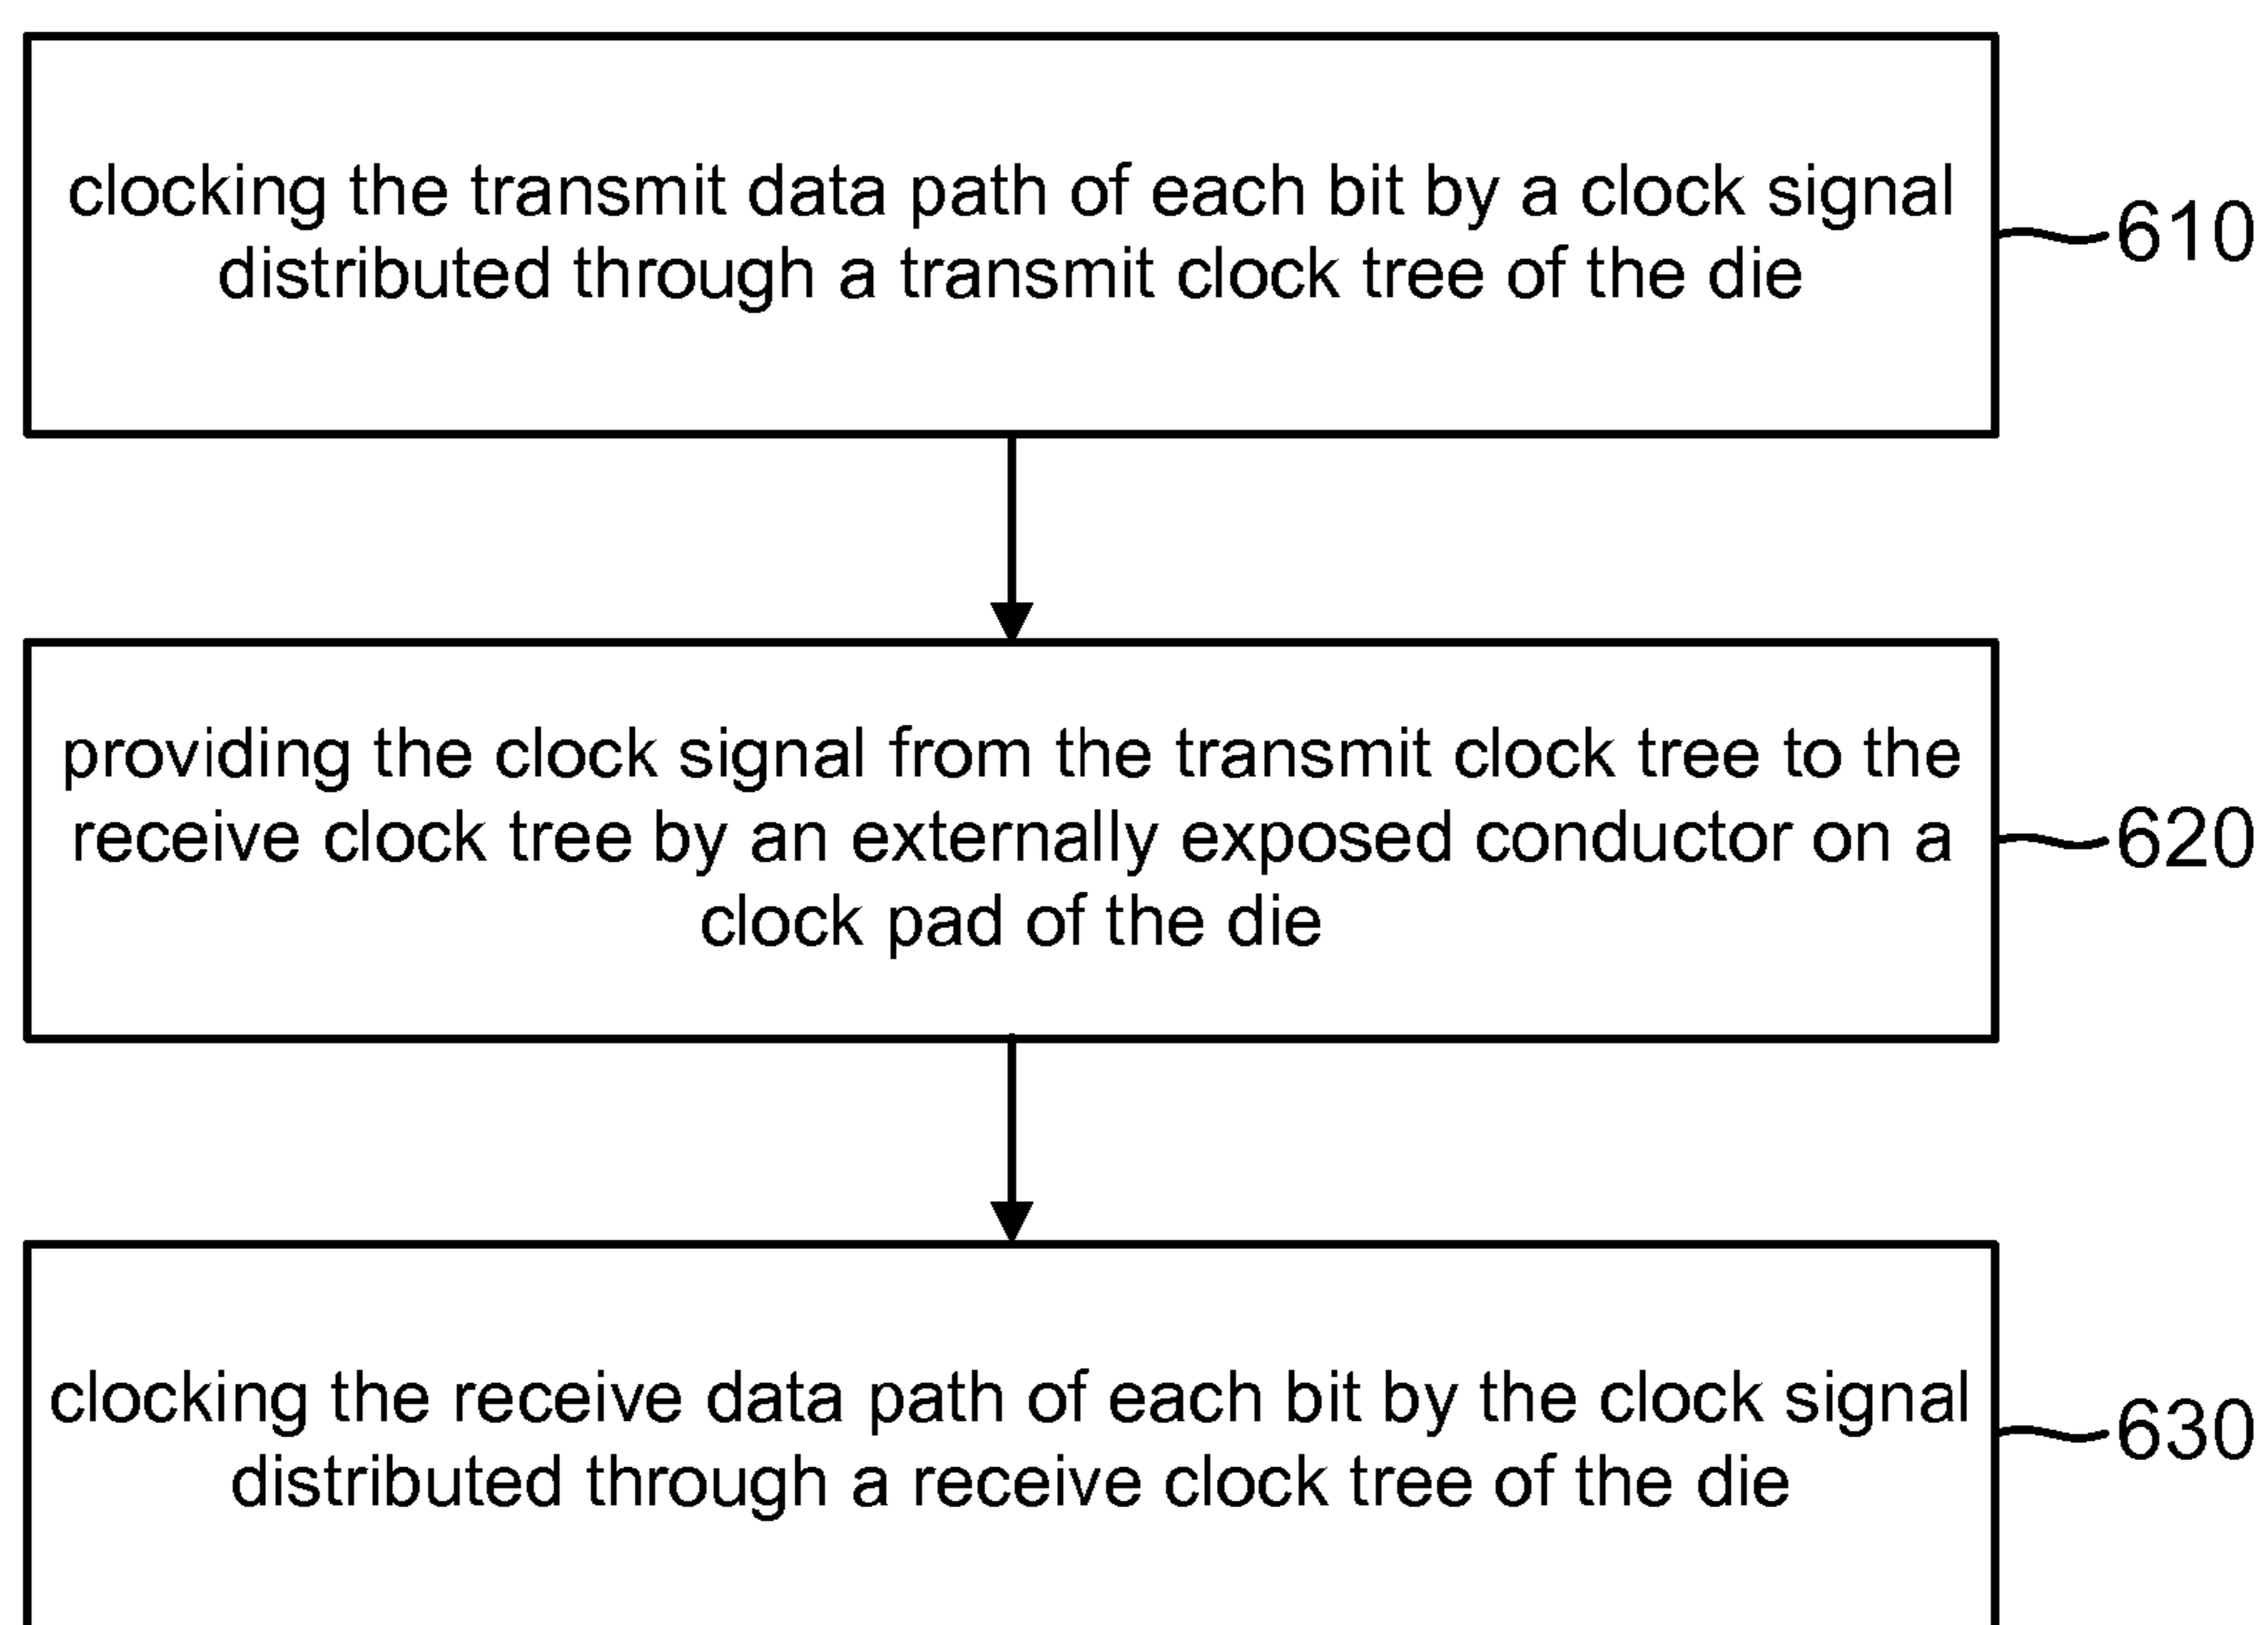 clocking the transmit data path of each bit by a clock signal
distributed through a transmit clock tree of the die
610
providing the clock signal from the transmit clock tree to the
receive clock tree by an externally exposed conductor on a
clock pad of the die
620
clocking the receive data path of each bit by the clock signal
distributed through a receive clock tree of the die
630